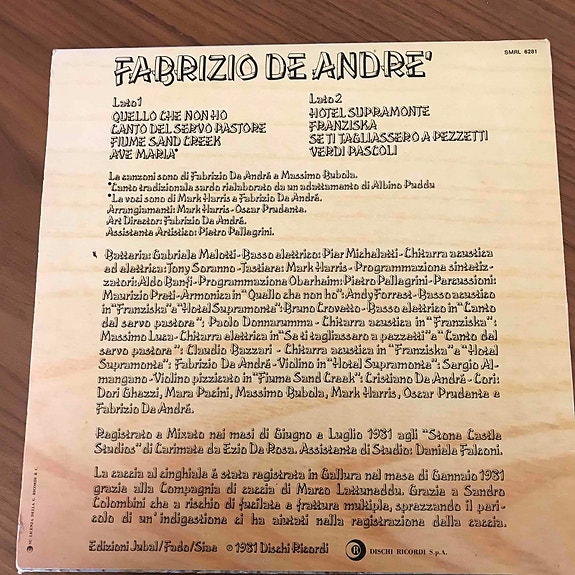 SMRL 6281
FABRIZIO DE ANDRE'
Lato 1
QUELLO CHE NON HO
CANTO DEL SERVO PASTORE
FIUME SAND CREEK
AVE MARIA*
Lato 2
HOTEL SUPRAMONTE
FRANZISKA
SE TI TAGLIASSERO A PEZZETTI
VERDI PASCOLI
Le canzoni sono di Fabrizio De André e Massimo Bubola.
*Canto tradizionale sardo rielaborato da un adattamento di Albino Puddu
*Le voci sono di Mark Harris e Fabrizio De André.
Arrangiamenti: Mark Harris - Oscar Prudente.
Art Director: Fabrizio De André.
Assistente Artistico: Pietro Pellegrini.
Batteria: Gabriele Melotti - Basso elettrico: Pier Michelatti - Chitarra acustica
ed elettrica: Tony Soranno - Tastiere: Mark Harris - Programmazione sintetiz-
zatori: Aldo Banfi - Programmazione Oberheim: Pietro Pellegrini - Percussioni:
Maurizio Preti - Armonica in "Quello che non ho": Andy Forrest - Basso acustico
in "Franziska" e "Hotel Supramonte": Bruno Crovetto - Basso elettrico in "Canto
del servo pastore": Paolo Donnarumma - Chitarra acustica in "Franziska":
Massimo Luca - Chitarra elettrica in "Se ti tagliassero a pezzetti" e "Canto del
servo pastore": Claudio Bazzari - Chitarra acustica in "Franziska" e "Hotel
Supramonte": Fabrizio De André - Violino in "Hotel Supramonte": Sergio Al-
mangano - Violino pizzicato in "Fiume Sand Creek": Cristiano De André - Cori:
Dori Ghezzi, Mara Pacini, Massimo Bubola, Mark Harris, Oscar Prudente e
Fabrizio De André.
Registrato e Mixato nei mesi di Giugno e Luglio 1981 agli "Stone Castle
Studios" di Carimate da Ezio De Rosa. Assistente di Studio: Daniele Falconi.
La caccia al cinghiale é stata registrata in Gallura nel mese di Gennaio 1981
grazie alla Compagnia di caccia di Marco Lattuneddu. Grazie a Sandro
Colombini che a rischio di fucilate e fratture multiple, sprezzando il peri-
colo di un'indigestione ci ha aiutati nella registrazione della caccia.
Edizioni Jubal/Fado/Siae © 1981 Dischi Ricordi
R DISCHI RICORDI S.p.A.